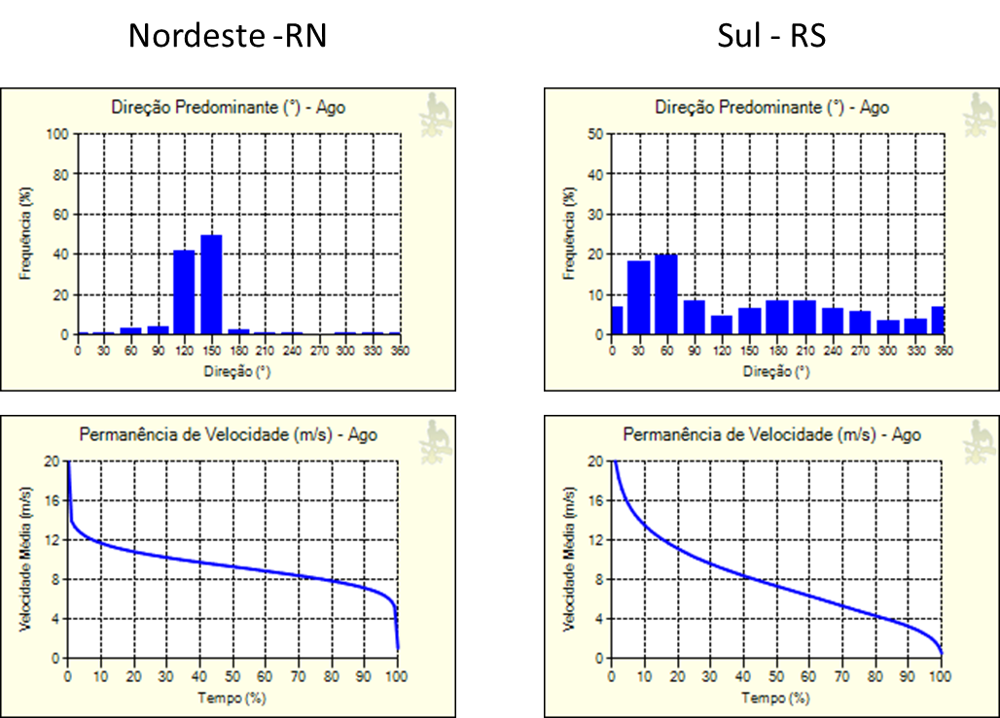 Nordeste -RN
Sul - RS
Direção Predominante (°) - Ago
Frequência (%)
100
80
60
40
20
0
0 30 60 90 120 150 180 210 240 270 300 330 360
Direção (°)
Direção Predominante (°) - Ago
Frequência (%)
50
40
30
20
10
0
0 30 60 90 120 150 180 210 240 270 300 330 360
Direção (°)
Permanência de Velocidade (m/s) - Ago
Velocidade Média (m/s)
20
16
12
8
4
0
0 10 20 30 40 50 60 70 80 90 100
Tempo (%)
Permanência de Velocidade (m/s) - Ago
Velocidade Média (m/s)
20
16
12
8
4
0
0 10 20 30 40 50 60 70 80 90 100
Tempo (%)